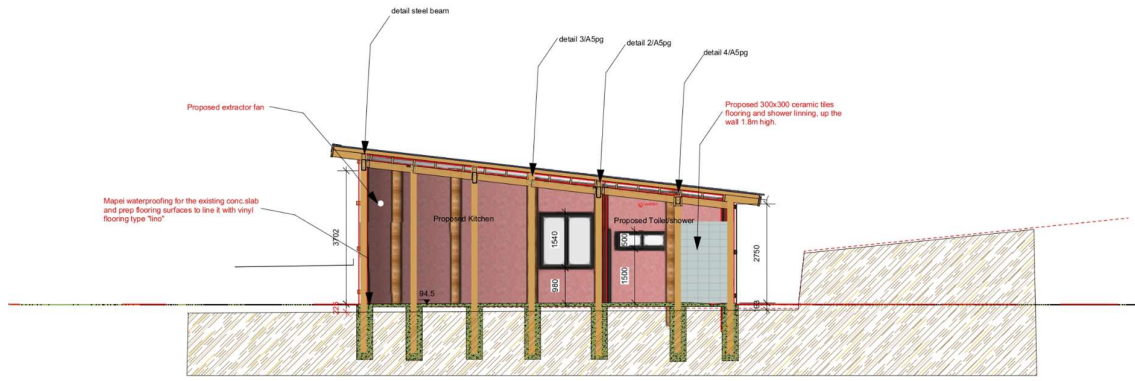 detail steel beam
detail 3/A5pg
detail 2/A5pg
detail 4/A5pg
Proposed extractor fan
Proposed 300x300 ceramic tiles
flooring and shower linning, up the
wall 1.8m high.
Mapei waterproofing for the existing conc.slab
and prep flooring surfaces to line it with vinyl
flooring type "lino"
Proposed Kitchen
Proposed Toilet/shower
3702
1540
980
500
1500
2750
94.5